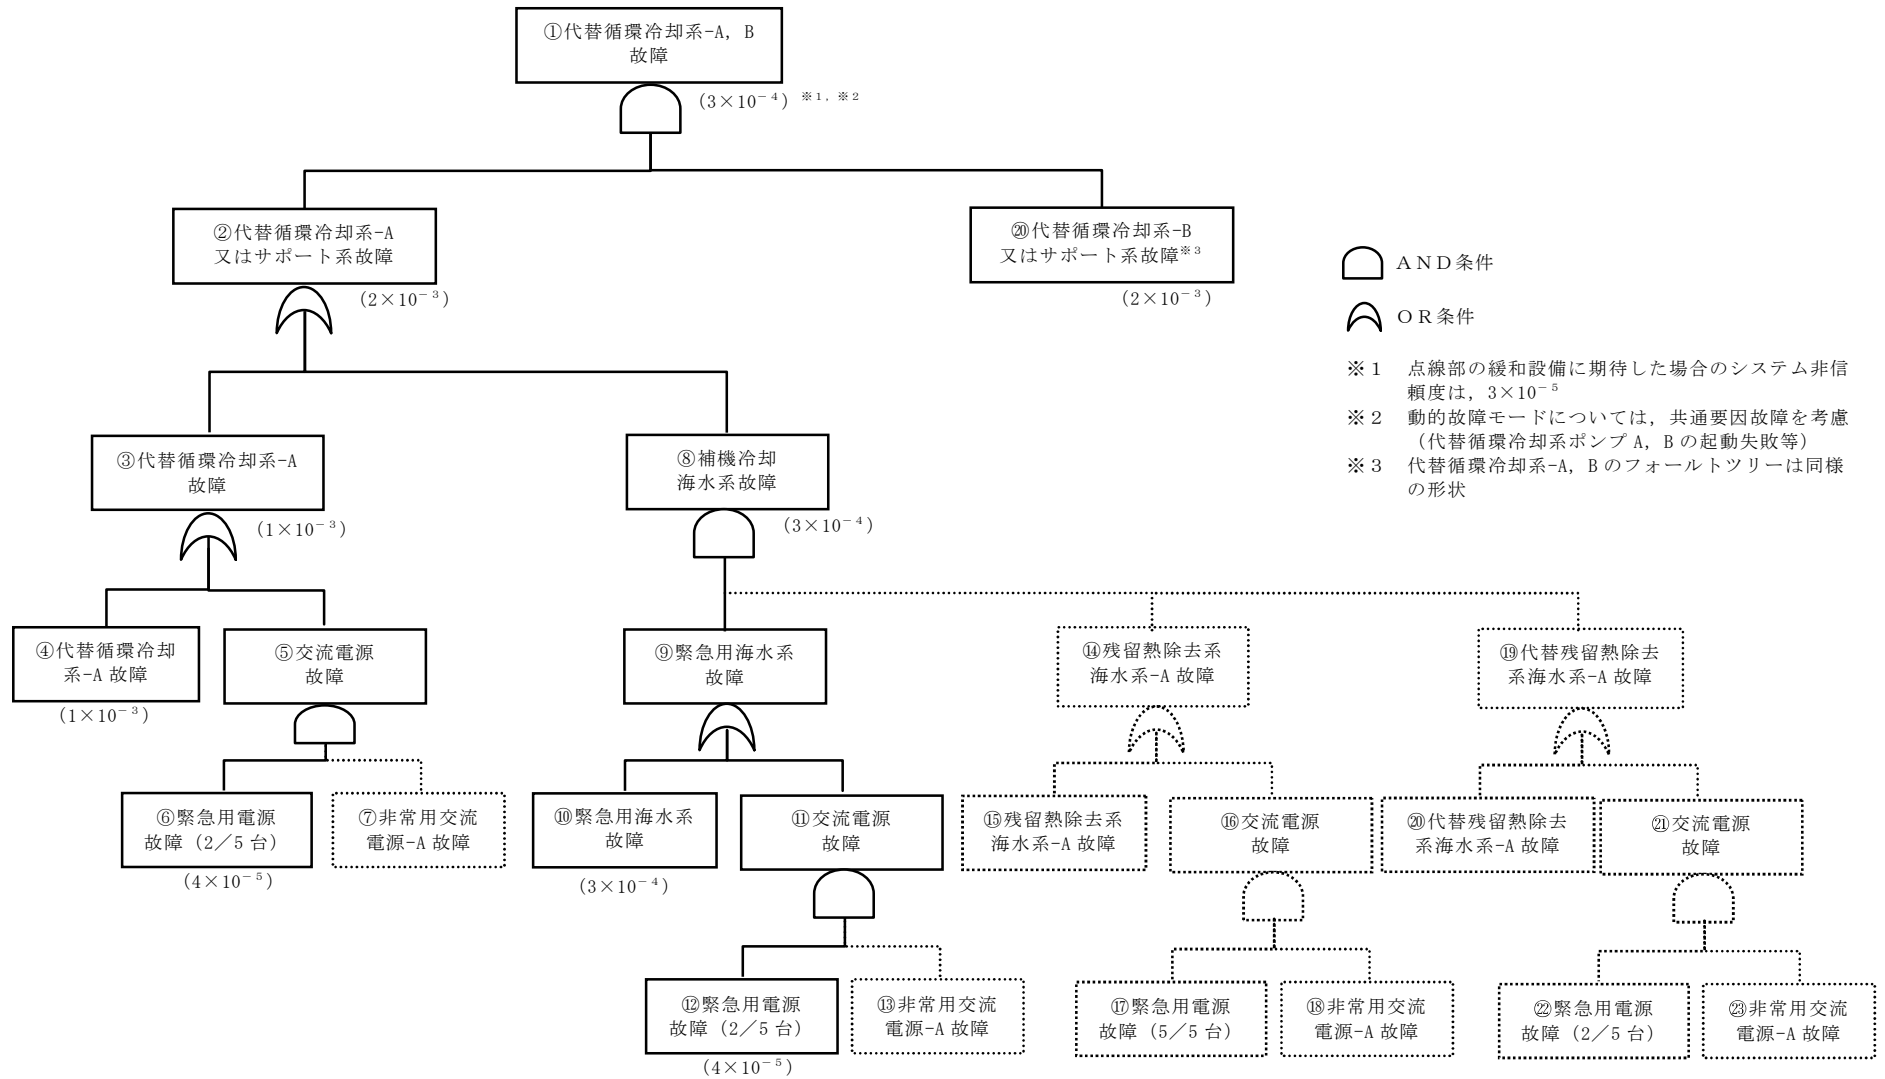 ①代替循環冷却系-A，B
故障
(3×10⁻⁴) ※1，※2
②代替循環冷却系-A
又はサポート系故障
(2×10⁻³)
⑳代替循環冷却系-B
又はサポート系故障※3
(2×10⁻³)
AND条件
OR条件
※1 点線部の緩和設備に期待した場合のシステム非信
頼度は，3×10⁻⁵
※2 動的故障モードについては，共通要因故障を考慮
（代替循環冷却系ポンプ A，B の起動失敗等）
※3 代替循環冷却系-A，B のフォールトツリーは同様
の形状
③代替循環冷却系-A
故障
(1×10⁻³)
⑧補機冷却
海水系故障
(3×10⁻⁴)
④代替循環冷却
系-A 故障
(1×10⁻³)
⑤交流電源
故障
⑨緊急用海水系
故障
⑭残留熱除去系
海水系-A 故障
⑲代替残留熱除去
系海水系-A 故障
⑥緊急用電源
故障（2／5 台）
(4×10⁻⁵)
⑦非常用交流
電源-A 故障
⑩緊急用海水系
故障
(3×10⁻⁴)
⑪交流電源
故障
⑮残留熱除去系
海水系-A 故障
⑯交流電源
故障
⑳代替残留熱除去
系海水系-A 故障
㉑交流電源
故障
⑫緊急用電源
故障（2／5 台）
(4×10⁻⁵)
⑬非常用交流
電源-A 故障
⑰緊急用電源
故障（5／5 台）
⑱非常用交流
電源-A 故障
㉒緊急用電源
故障（2／5 台）
㉓非常用交流
電源-A 故障